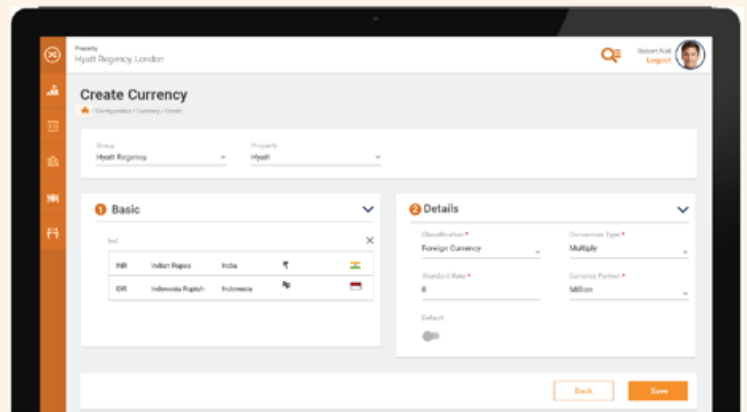 Property
Hyatt Regency, London
Robert Niel
Logout
Create Currency
/ Configuration / Currency / Create
Group
Hyatt Regency
Property
Hyatt
1 Basic
Ind
INR Indian Rupee India ₹
IDR Indonesia Rupiah Indonesia Rp
2 Details
Classification *
Foreign Currency
Conversion Type *
Multiply
Standard Rate *
8
Currency Format *
Million
Default
Back
Save